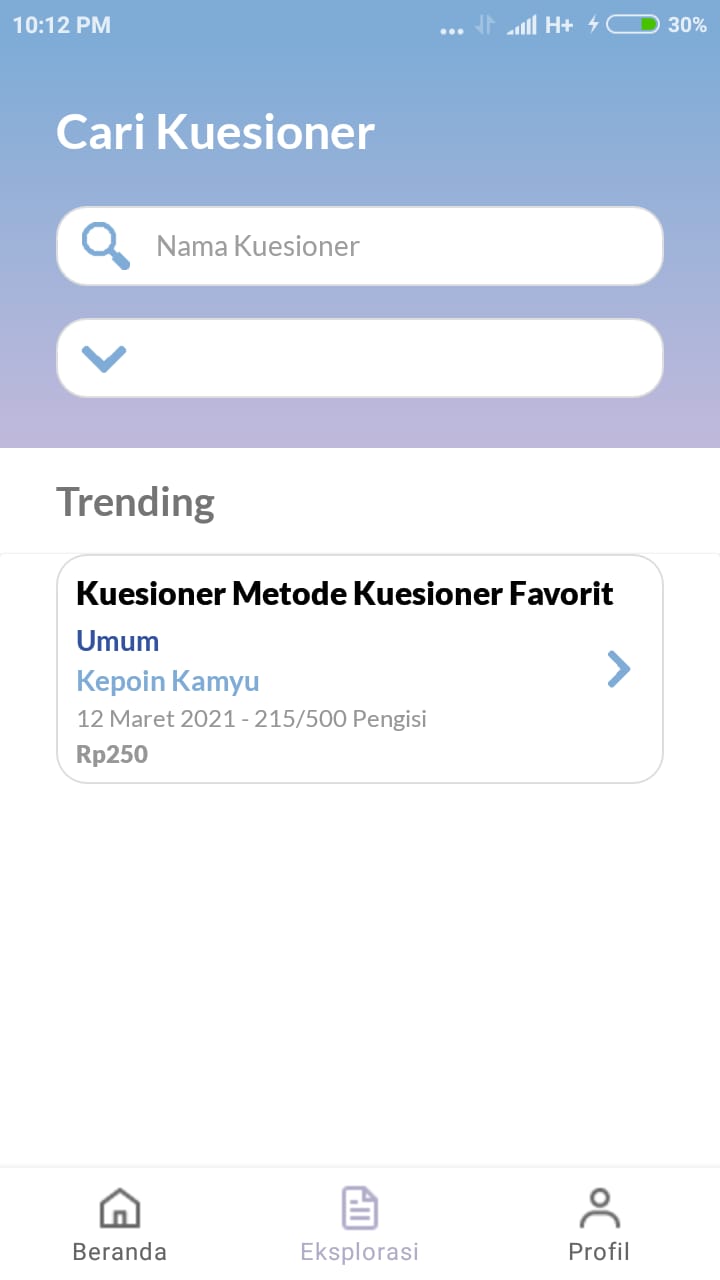 10:12 PM ... H+ 30%
Cari Kuesioner
Nama Kuesioner
Trending
Kuesioner Metode Kuesioner Favorit
Umum
Kepoin Kamyu
12 Maret 2021 - 215/500 Pengisi
Rp250
Beranda Eksplorasi Profil